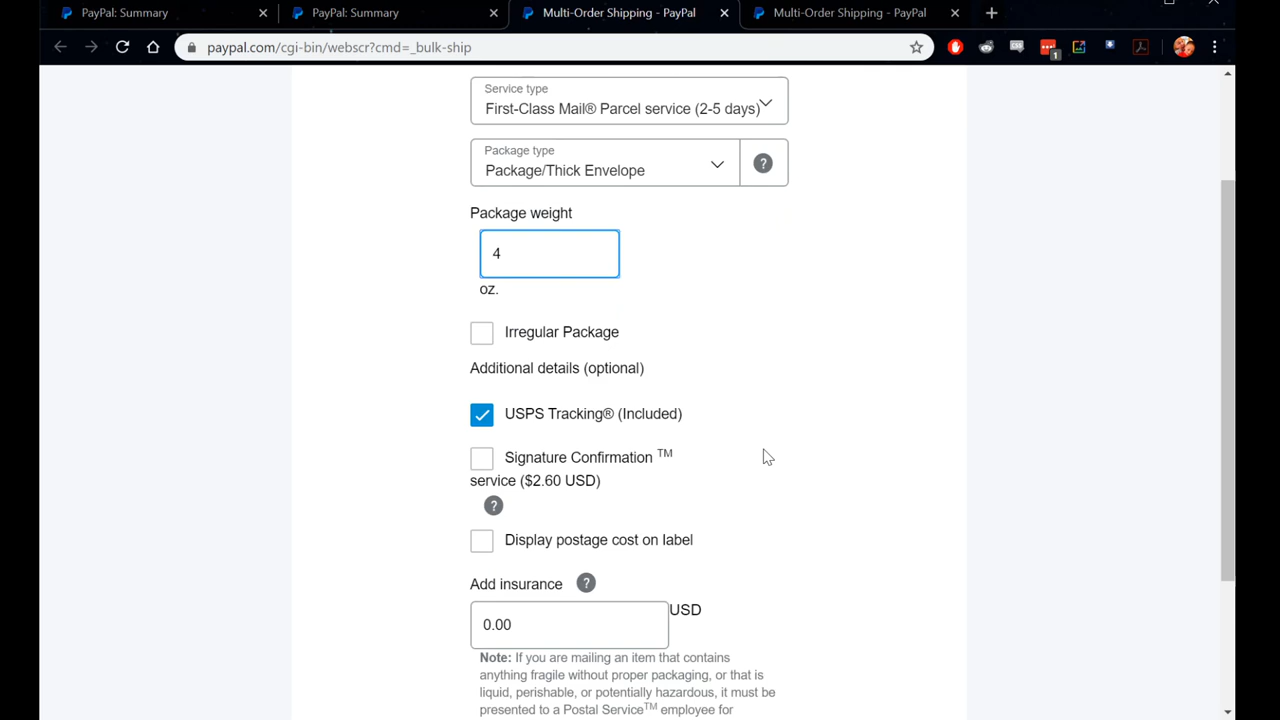 PayPal: Summary
PayPal: Summary
Multi-Order Shipping - PayPal
Multi-Order Shipping - PayPal
paypal.com/cgi-bin/webscr?cmd=_bulk-ship
CSS
1
Service type
First-Class Mail® Parcel service (2-5 days)
Package type
Package/Thick Envelope
?
Package weight
4
oz.
Irregular Package
Additional details (optional)
USPS Tracking® (Included)
Signature Confirmation TM
service ($2.60 USD)
?
Display postage cost on label
Add insurance ?
0.00
USD
Note: If you are mailing an item that contains
anything fragile without proper packaging, or that is
liquid, perishable, or potentially hazardous, it must be
presented to a Postal Service™ employee for